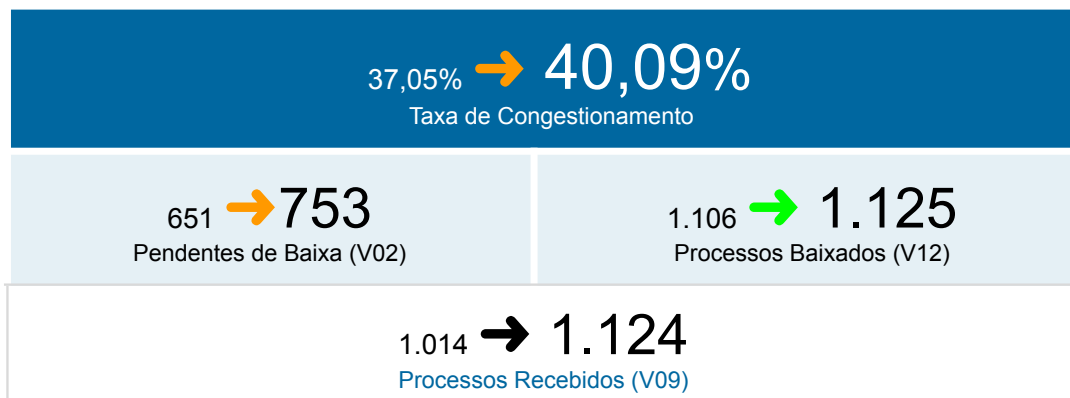 37,05% ➜ 40,09%
Taxa de Congestionamento
651 ➜ 753
Pendentes de Baixa (V02)
1.106 ➜ 1.125
Processos Baixados (V12)
1.014 ➜ 1.124
Processos Recebidos (V09)